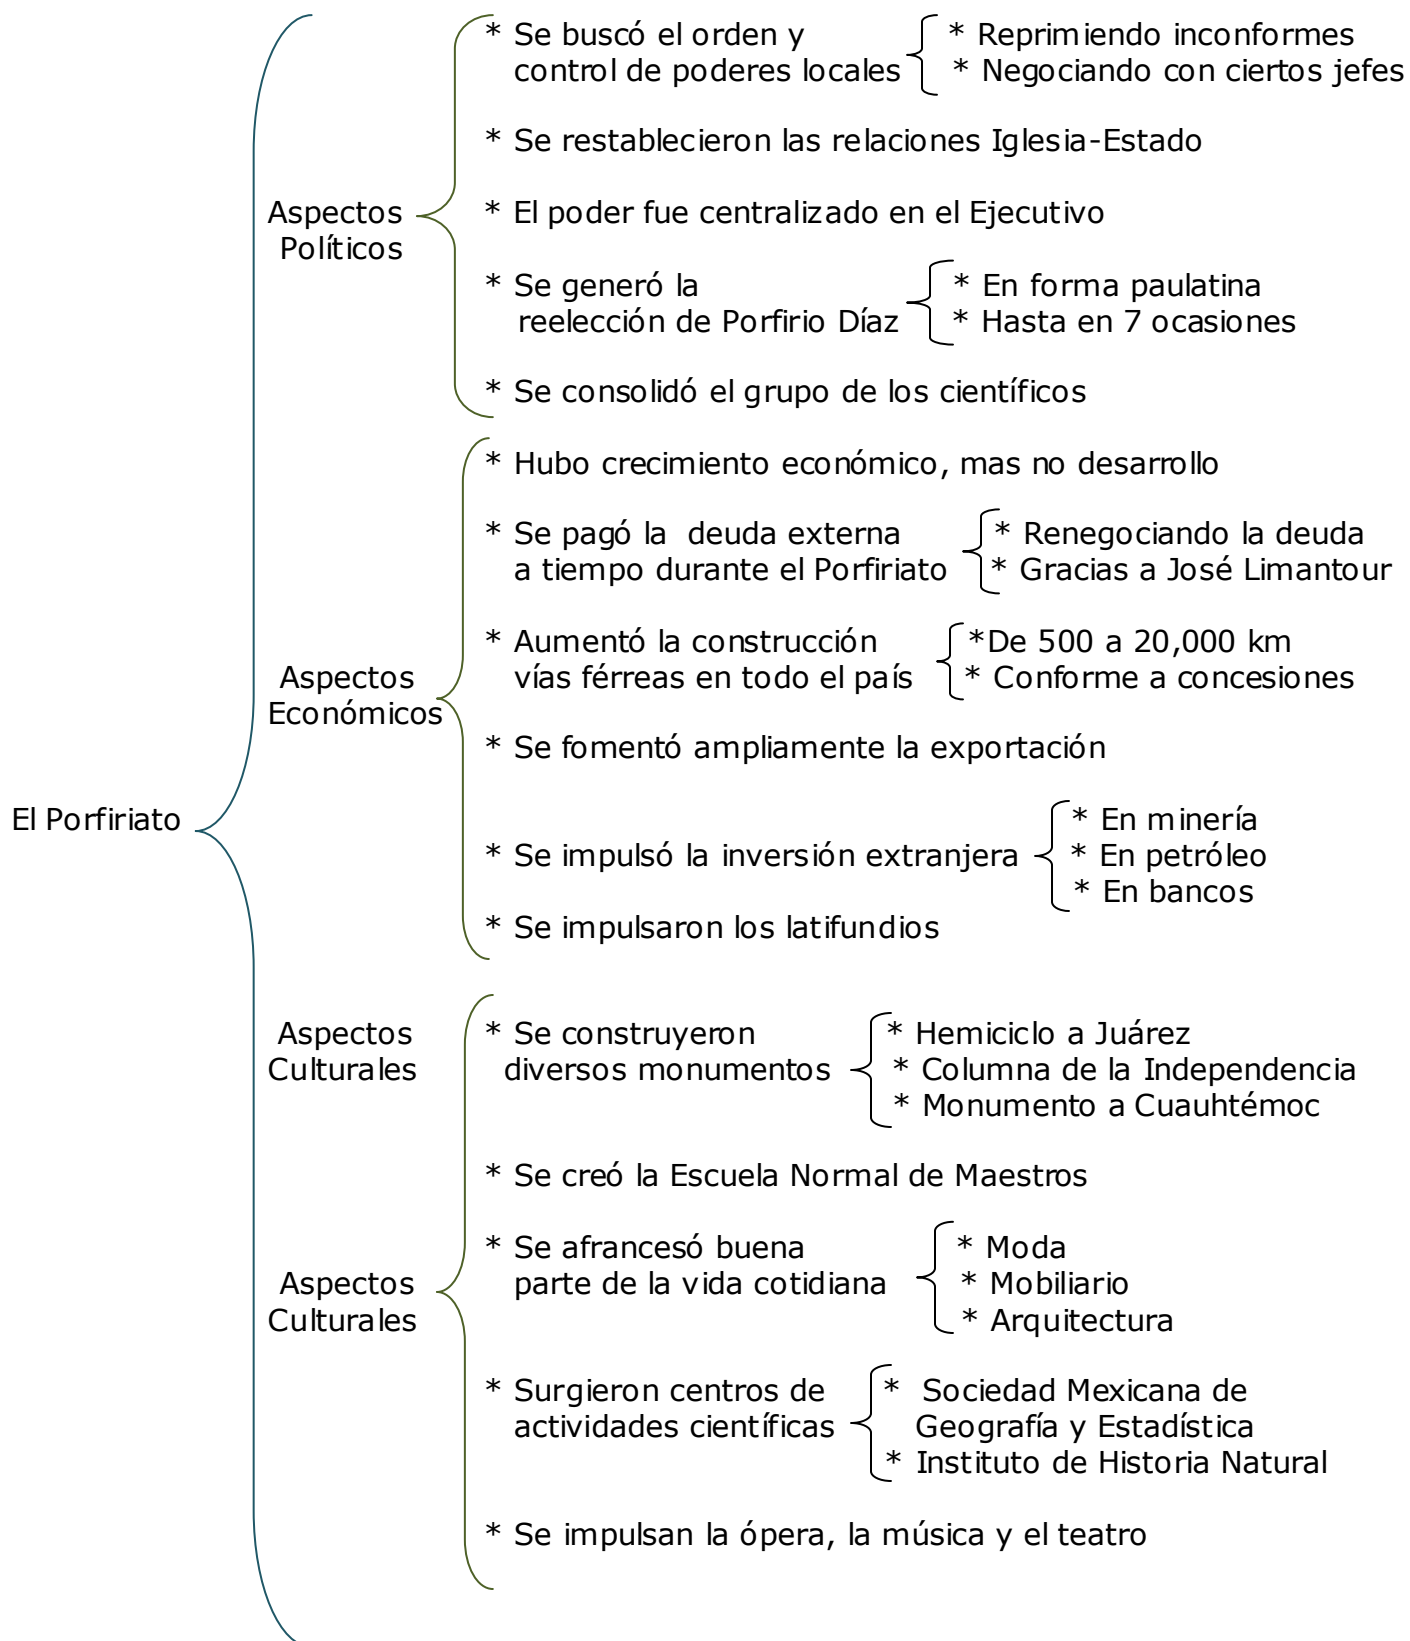 El Porfiriato
Aspectos
Políticos
* Se buscó el orden y
control de poderes locales
* Reprimiendo inconformes
* Negociando con ciertos jefes
* Se restablecieron las relaciones Iglesia-Estado
* El poder fue centralizado en el Ejecutivo
* Se generó la
reelección de Porfirio Díaz
* En forma paulatina
* Hasta en 7 ocasiones
* Se consolidó el grupo de los científicos
Aspectos
Económicos
* Hubo crecimiento económico, mas no desarrollo
* Se pagó la deuda externa
a tiempo durante el Porfiriato
* Renegociando la deuda
* Gracias a José Limantour
* Aumentó la construcción
vías férreas en todo el país
*De 500 a 20,000 km
* Conforme a concesiones
* Se fomentó ampliamente la exportación
* Se impulsó la inversión extranjera
* En minería
* En petróleo
* En bancos
* Se impulsaron los latifundios
Aspectos
Culturales
* Se construyeron
diversos monumentos
* Hemiciclo a Juárez
* Columna de la Independencia
* Monumento a Cuauhtémoc
* Se creó la Escuela Normal de Maestros
Aspectos
Culturales
* Se afrancesó buena
parte de la vida cotidiana
* Moda
* Mobiliario
* Arquitectura
* Surgieron centros de
actividades científicas
* Sociedad Mexicana de
Geografía y Estadística
* Instituto de Historia Natural
* Se impulsan la ópera, la música y el teatro